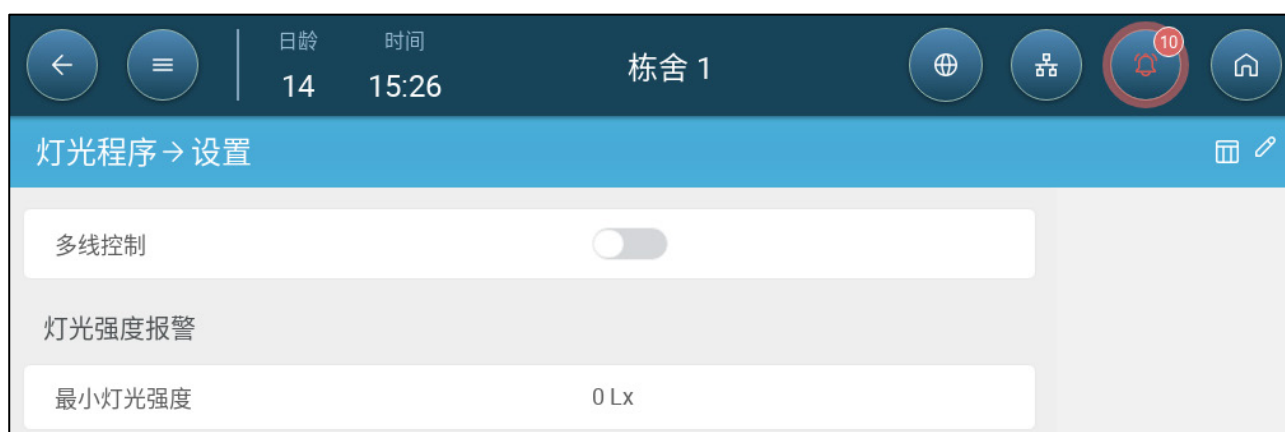 日龄 时间
14 15:26 栋舍 1 10
灯光程序→设置
多线控制
灯光强度报警
最小灯光强度 0 Lx